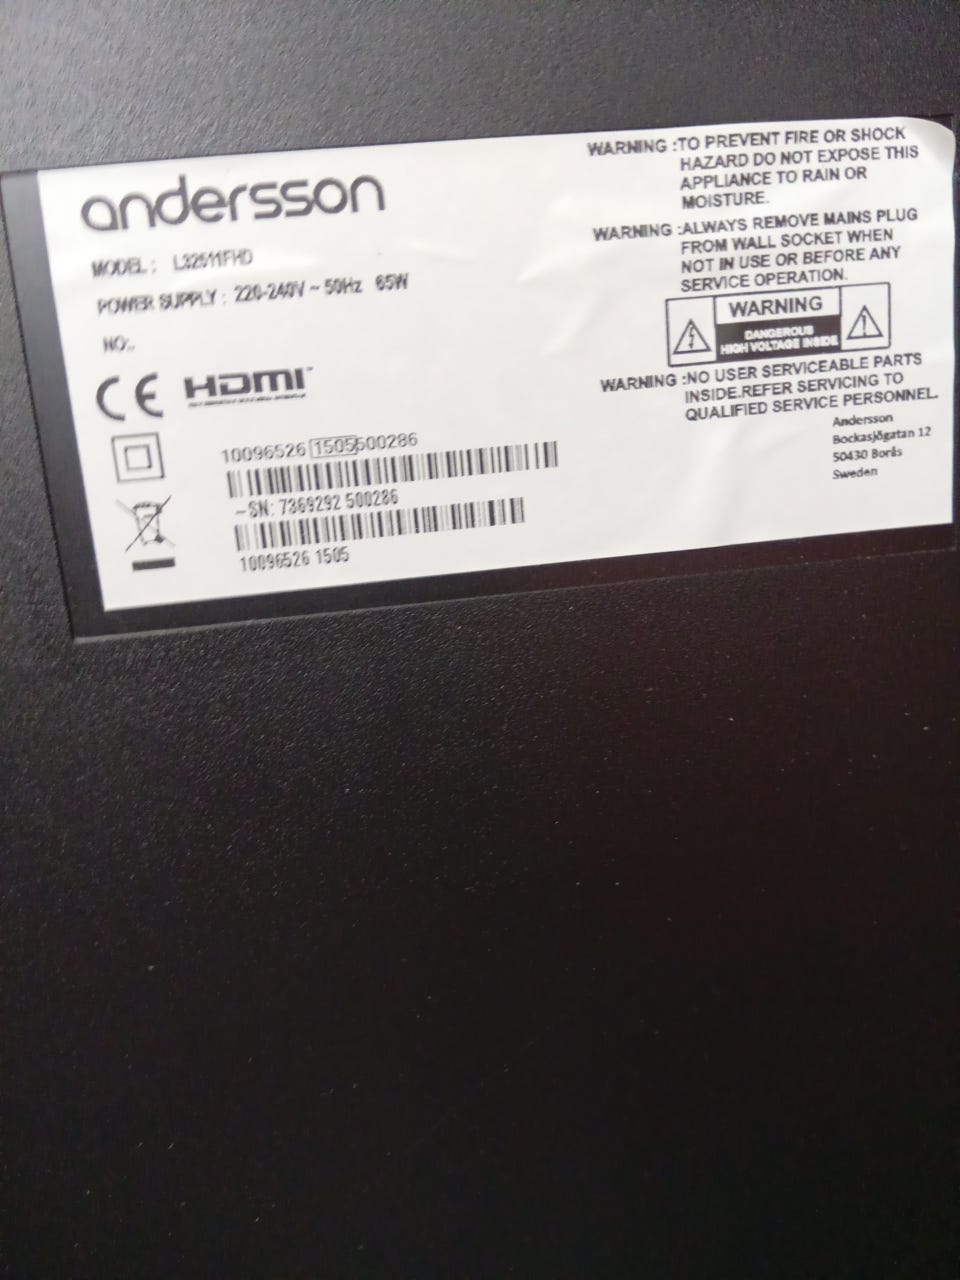 andersson
MODEL : L32511FHD
POWER SUPPLY : 220-240V ~ 50Hz 65W
NO:.
CE HDMI
10096526 1505500286
-SN: 7369292 500286
10096526 1505
WARNING :TO PREVENT FIRE OR SHOCK
HAZARD DO NOT EXPOSE THIS
APPLIANCE TO RAIN OR
MOISTURE.
WARNING :ALWAYS REMOVE MAINS PLUG
FROM WALL SOCKET WHEN
NOT IN USE OR BEFORE ANY
SERVICE OPERATION.
WARNING
DANGEROUS
HIGH VOLTAGE INSIDE
WARNING :NO USER SERVICEABLE PARTS
INSIDE.REFER SERVICING TO
QUALIFIED SERVICE PERSONNEL.
Andersson
Bockasjögatan 12
50430 Borås
Sweden